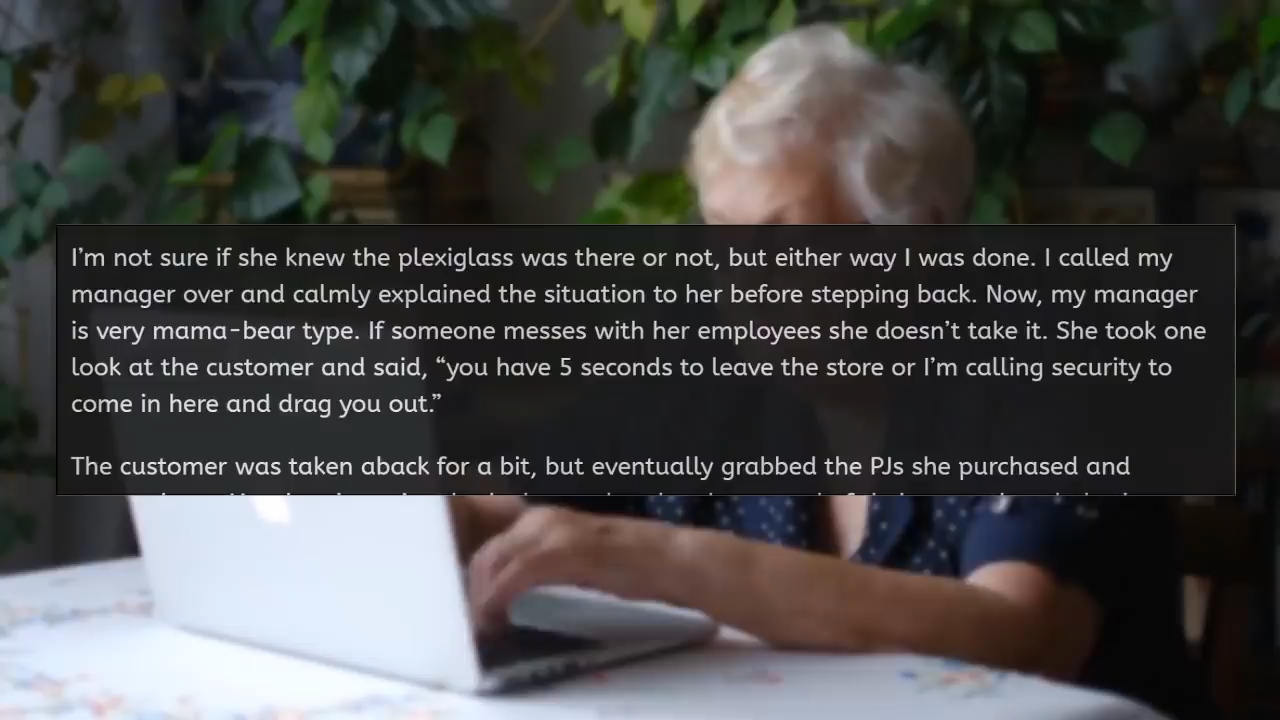 I’m not sure if she knew the plexiglass was there or not, but either way I was done. I called my
manager over and calmly explained the situation to her before stepping back. Now, my manager
is very mama-bear type. If someone messes with her employees she doesn’t take it. She took one
look at the customer and said, “you have 5 seconds to leave the store or I’m calling security to
come in here and drag you out.”
The customer was taken aback for a bit, but eventually grabbed the PJs she purchased and